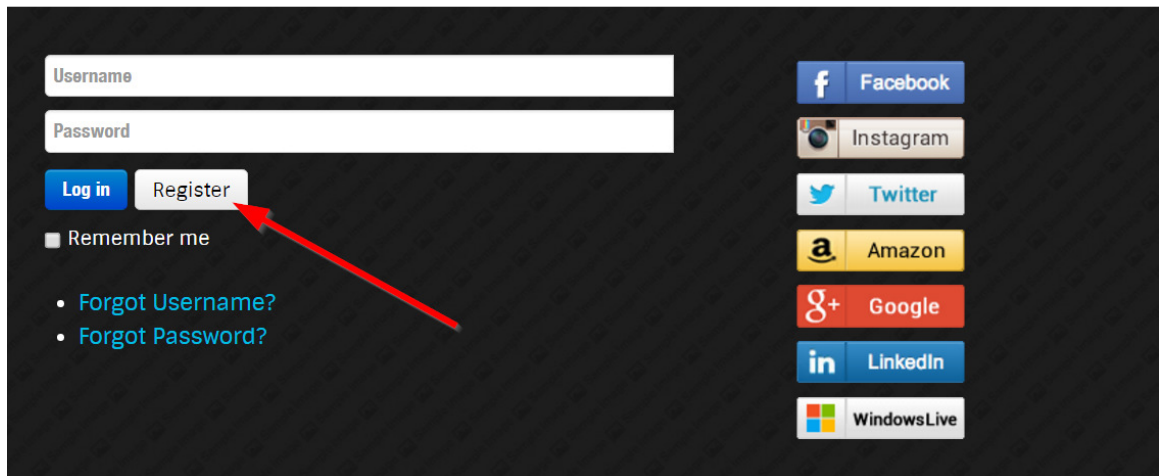 Username
Password
Log in
Register
Remember me
Forgot Username?
Forgot Password?
Facebook
Instagram
Twitter
Amazon
Google
LinkedIn
WindowsLive